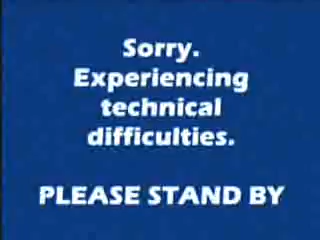 Sorry.
Experiencing
technical
difficulties.
PLEASE STAND BY